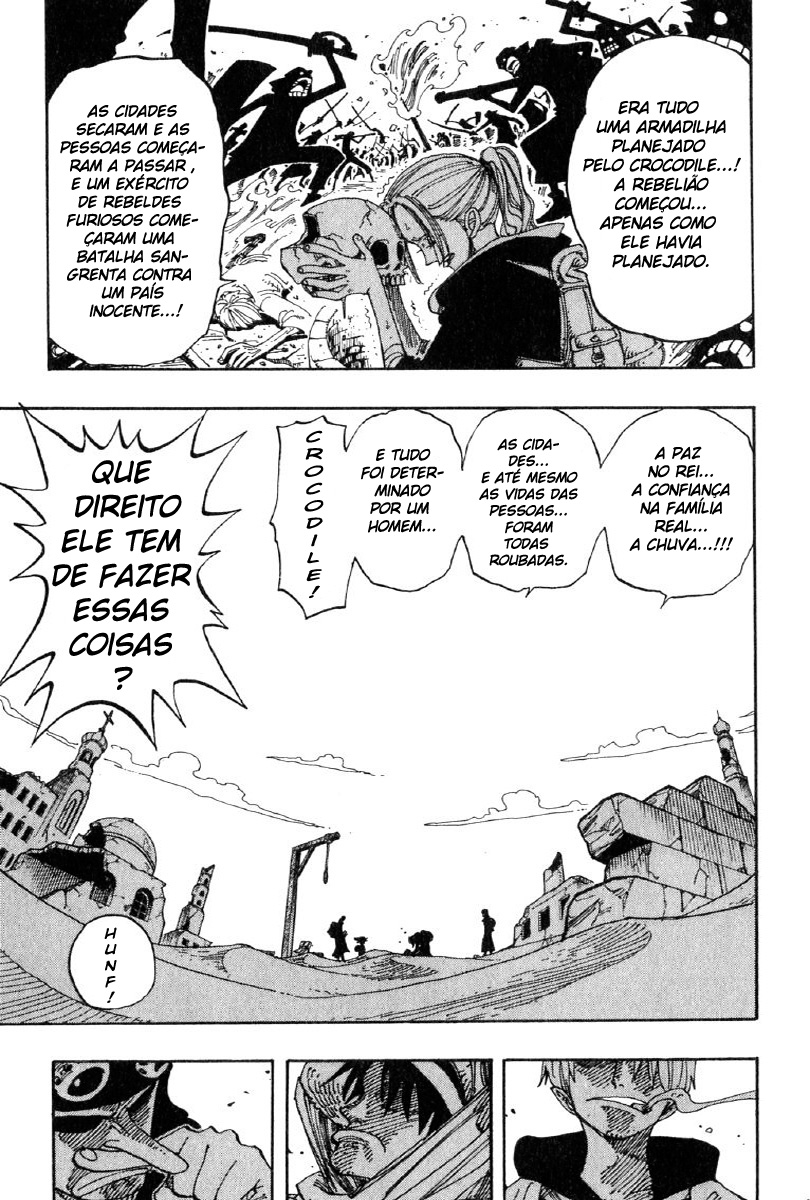 ERA TUDO
UMA ARMADILHA
PLANEJADO
PELO CROCODILE...!
A REBELIÃO
COMEÇOU...
APENAS COMO
ELE HAVIA
PLANEJADO.
AS CIDADES
SECARAM E AS
PESSOAS COMEÇA-
RAM A PASSAR ,
E UM EXÉRCITO
DE REBELDES
FURIOSOS COME-
ÇARAM UMA
BATALHA SAN-
GRENTA CONTRA
UM PAÍS
INOCENTE...!
A PAZ
NO REI...
A CONFIANÇA
NA FAMÍLIA
REAL...
A CHUVA...!!!
AS CIDA-
DES...
E ATÉ MESMO
AS VIDAS DAS
PESSOAS...
FORAM
TODAS
ROUBADAS.
E TUDO
FOI DETER-
MINADO
POR UM
HOMEM...
CROCODILE!
QUE
DIREITO
ELE TEM
DE FAZER
ESSAS
COISAS
?
HUNF!